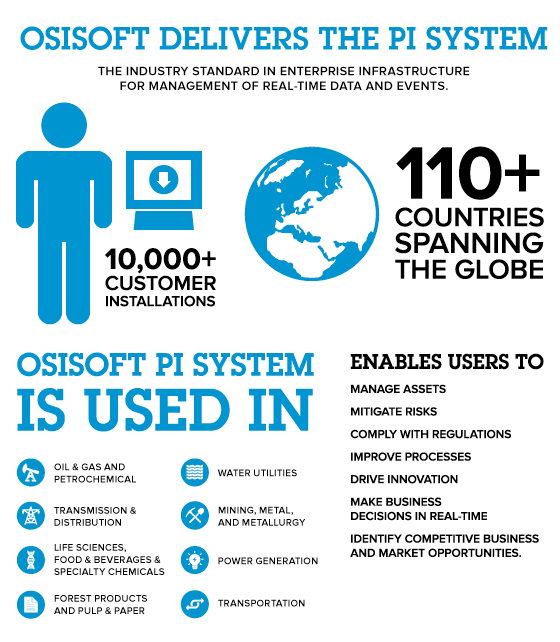 OSISOFT DELIVERS THE PI SYSTEM
THE INDUSTRY STANDARD IN ENTERPRISE INFRASTRUCTURE
FOR MANAGEMENT OF REAL-TIME DATA AND EVENTS.
10,000+
CUSTOMER
INSTALLATIONS
110+
COUNTRIES
SPANNING
THE GLOBE
OSISOFT PI SYSTEM
IS USED IN
OIL & GAS AND
PETROCHEMICAL
TRANSMISSION &
DISTRIBUTION
LIFE SCIENCES,
FOOD & BEVERAGES &
SPECIALTY CHEMICALS
FOREST PRODUCTS
AND PULP & PAPER
WATER UTILITIES
MINING, METAL,
AND METALLURGY
POWER GENERATION
TRANSPORTATION
ENABLES USERS TO
MANAGE ASSETS
MITIGATE RISKS
COMPLY WITH REGULATIONS
IMPROVE PROCESSES
DRIVE INNOVATION
MAKE BUSINESS
DECISIONS IN REAL-TIME
IDENTIFY COMPETITIVE BUSINESS
AND MARKET OPPORTUNITIES.